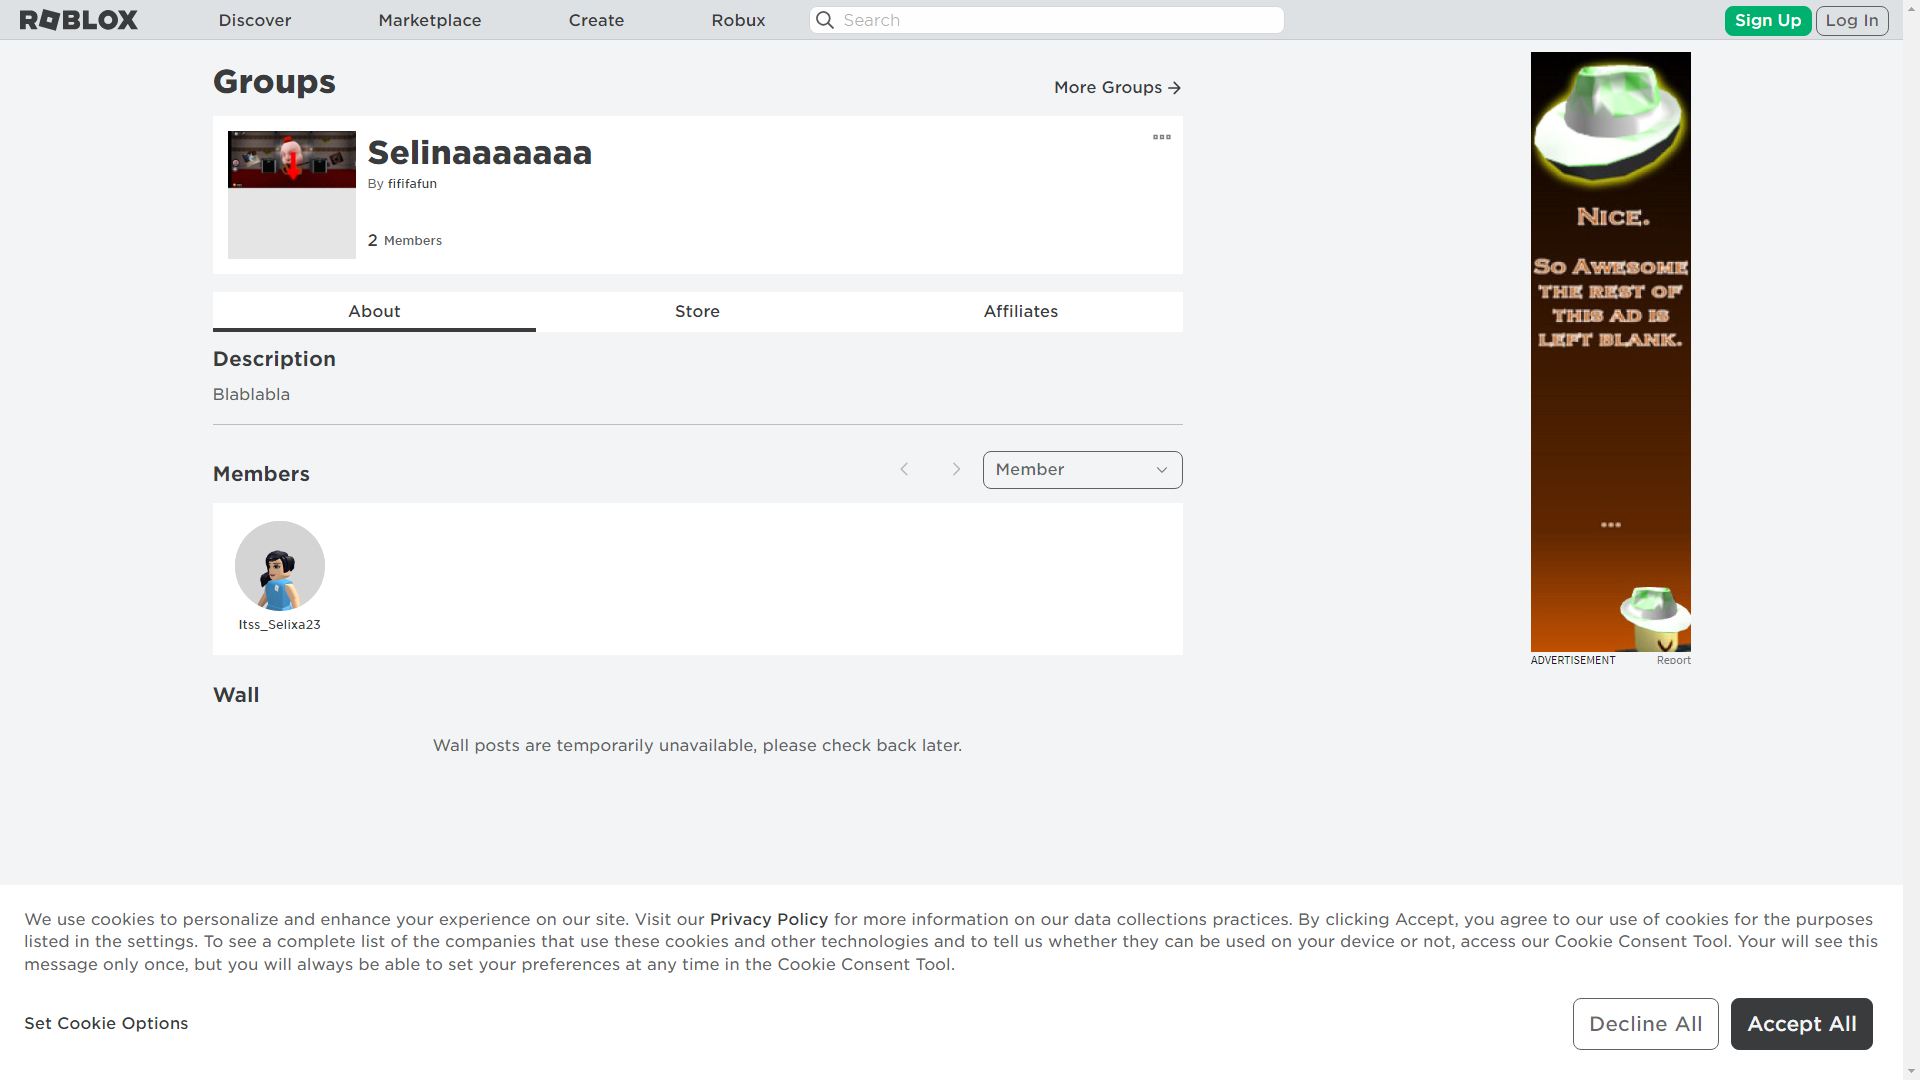 ROBLOX
Discover
Marketplace
Create
Robux
Search
Sign Up
Log In
Groups
More Groups
Selinaaaaaaa
By fififafun
2 Members
About
Store
Affiliates
Description
Blablabla
Members
Member
Itss_Selixa23
Wall
Wall posts are temporarily unavailable, please check back later.
Nice.
So Awesome
the rest of
this ad is
left blank.
...
ADVERTISEMENT
Report
We use cookies to personalize and enhance your experience on our site. Visit our Privacy Policy for more information on our data collections practices. By clicking Accept, you agree to our use of cookies for the purposes
listed in the settings. To see a complete list of the companies that use these cookies and other technologies and to tell us whether they can be used on your device or not, access our Cookie Consent Tool. Your will see this
message only once, but you will always be able to set your preferences at any time in the Cookie Consent Tool.
Set Cookie Options
Decline All
Accept All